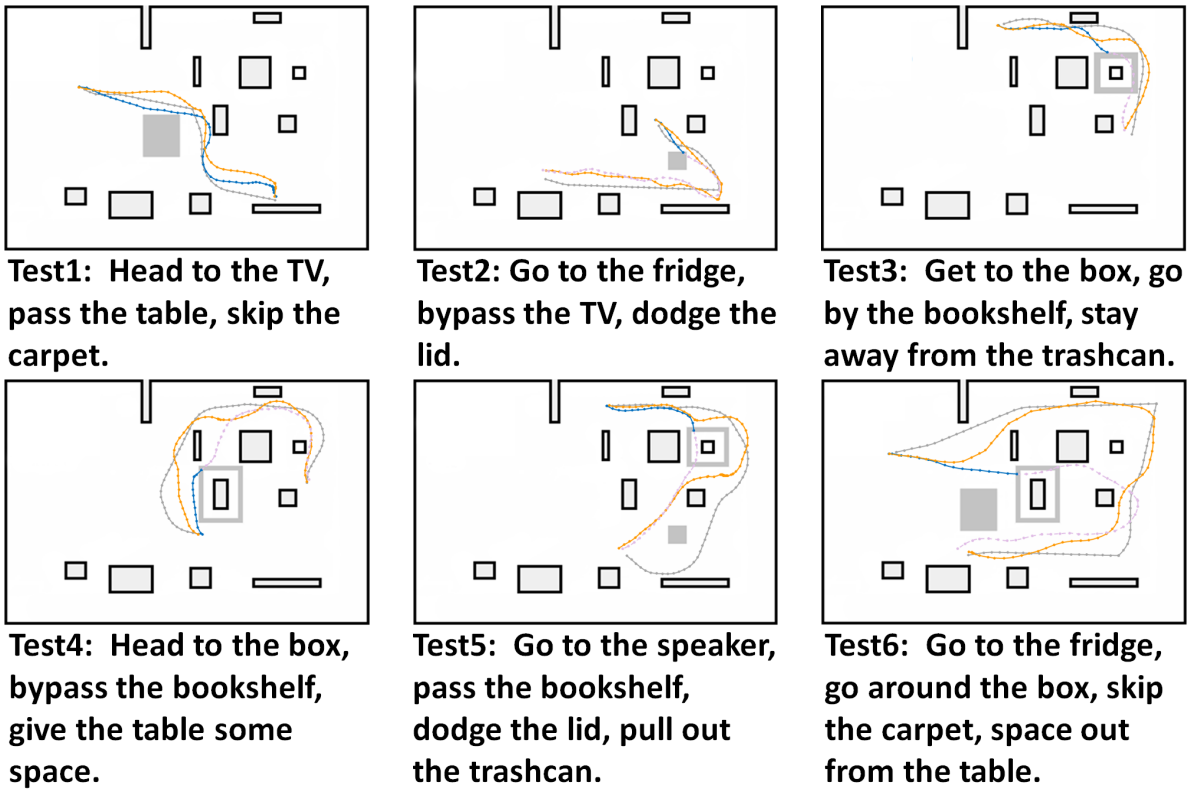 Test1:  Head to the TV,
pass the table, skip the
carpet.
Test2: Go to the fridge,
bypass the TV, dodge the
lid.
Test3:  Get to the box, go
by the bookshelf, stay
away from the trashcan.
Test4:  Head to the box,
bypass the bookshelf,
give the table some
space.
Test5:  Go to the speaker,
pass the bookshelf,
dodge the lid, pull out
the trashcan.
Test6:  Go to the fridge,
go around the box, skip
the carpet, space out
from the table.